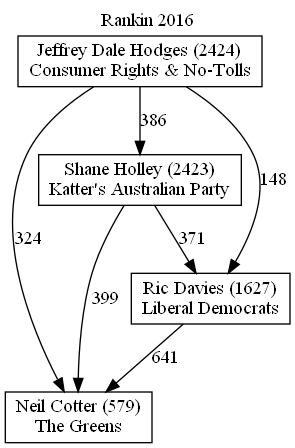 Rankin 2016
Jeffrey Dale Hodges (2424)
Consumer Rights & No-Tolls
386
Shane Holley (2423)
Katter's Australian Party
148
324
371
399
Ric Davies (1627)
Liberal Democrats
641
Neil Cotter (579)
The Greens